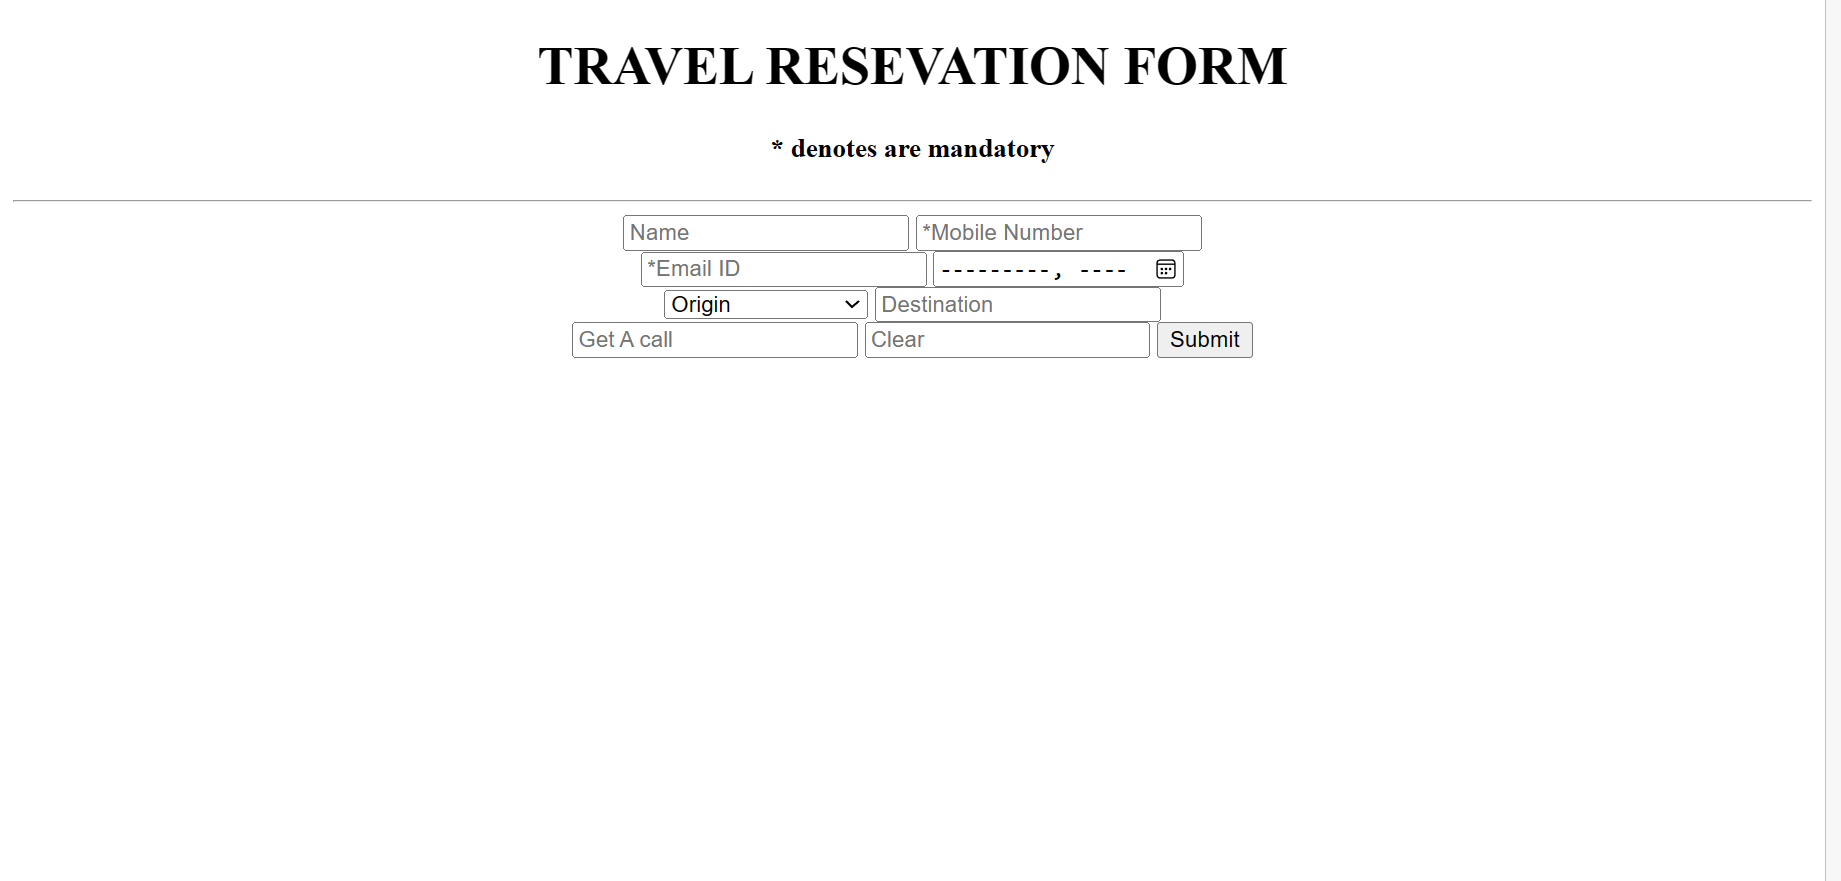 TRAVEL RESEVATION FORM
* denotes are mandatory
Name *Mobile Number
*Email ID ---------, ----
Origin Destination
Get A call Clear Submit